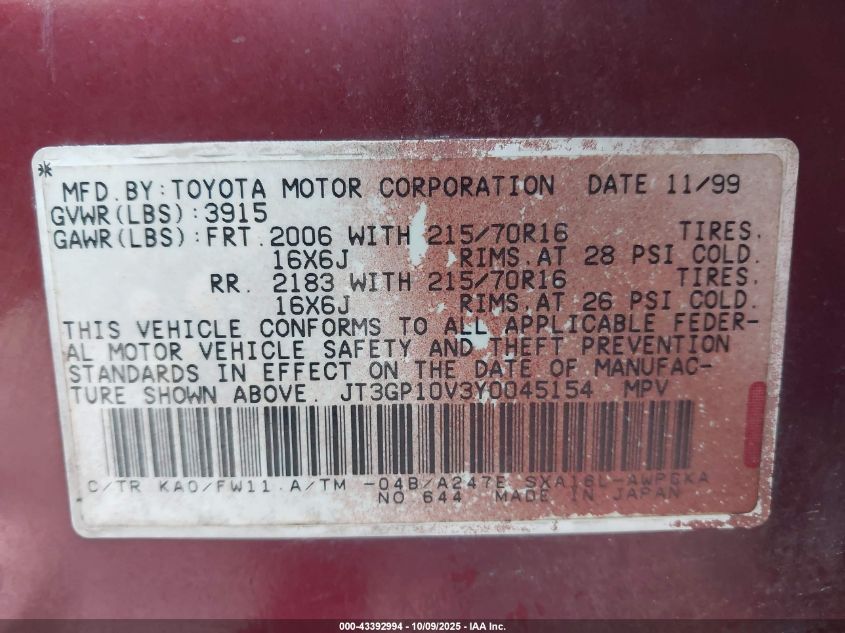 *
MFD.BY:TOYOTA MOTOR CORPORATION DATE 11/99
GVWR(LBS):3915
GAWR(LBS):FRT.2006 WITH 215/70R16 TIRES.
16X6J RIMS.AT 28 PSI COLD.
RR. 2183 WITH 215/70R16 TIRES.
16X6J RIMS.AT 26 PSI COLD.
THIS VEHICLE CONFORMS TO ALL APPLICABLE FEDER-
AL MOTOR VEHICLE SAFETY AND THEFT PREVENTION
STANDARDS IN EFFECT ON THE DATE OF MANUFAC-
TURE SHOWN ABOVE. JT3GP10V3Y0045154 MPV
C/TR KA0/FW11.A/TM -04B/A247E SXA16L-AWPGKA
NO 644 MADE IN JAPAN
000-43392994 | 10/09/2025 - IAA Inc.